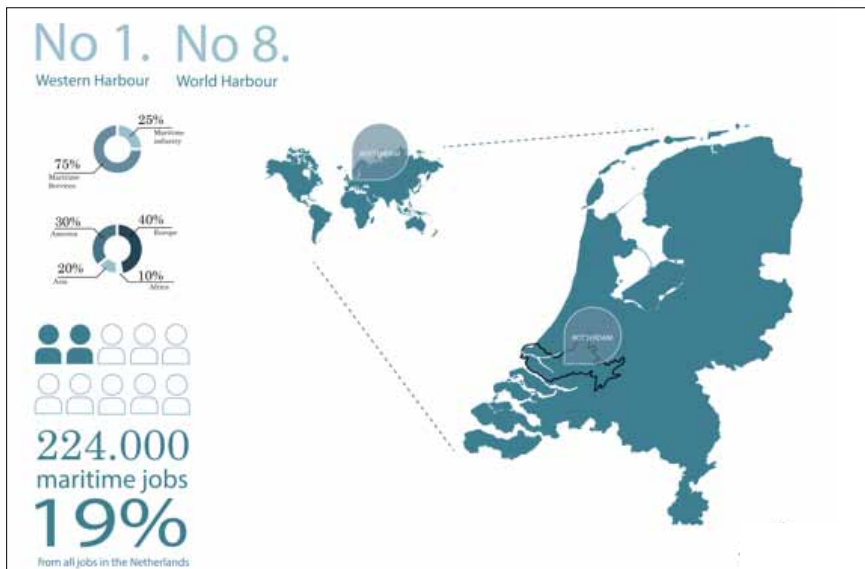 No 1. No 8.
Western Harbour World Harbour
25%
Maritime
industry
75%
Maritime
Services
30%
America
40%
Europe
20%
Asia
10%
Africa
ROTTERDAM
ROTTERDAM
224.000
maritime jobs
19%
From all jobs in the Netherlands